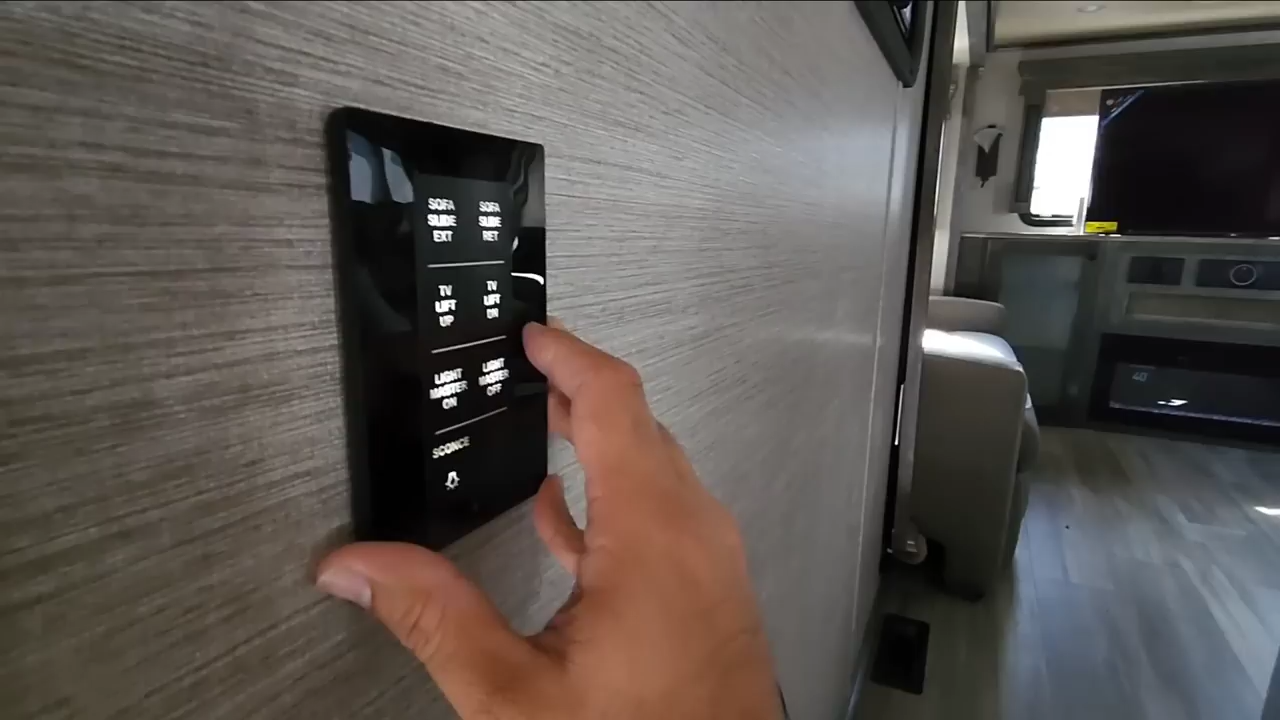 SOFA SLIDE EXT
SOFA SLIDE RET
TV LIFT UP
TV LIFT DN
LIGHT MASTER ON
LIGHT MASTER OFF
SCONCE
40°